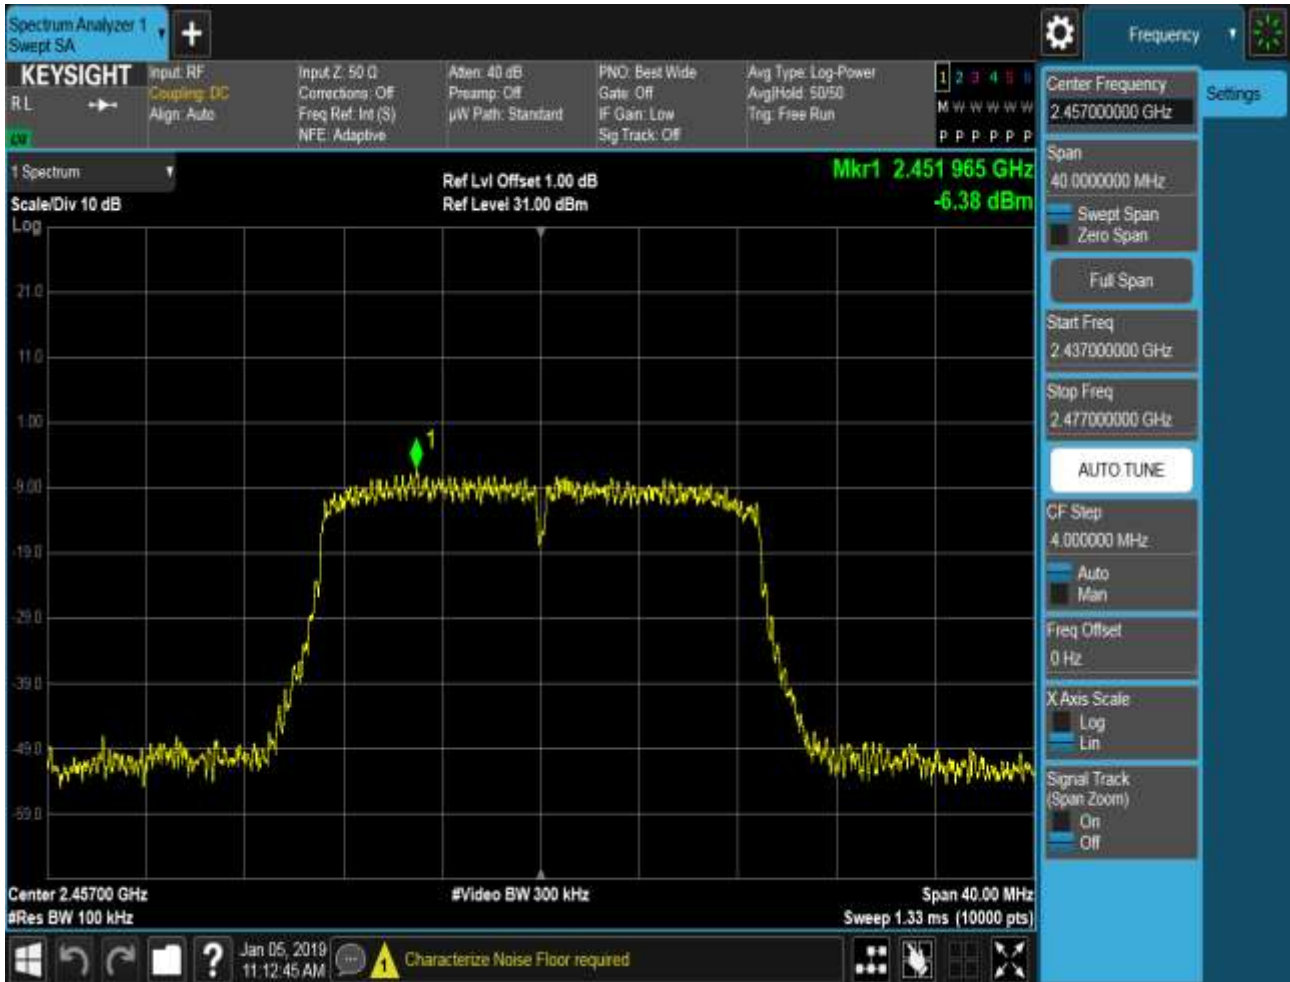 Spectrum Analyzer 1
Swept SA
Frequency
KEYSIGHT
RL
Input: RF
Coupling: DC
Align: Auto
Input Z: 50 Ω
Corrections: Off
Freq Ref: Int (S)
NFE: Adaptive
Atten: 40 dB
Preamp: Off
µW Path: Standard
PNO: Best Wide
Gate: Off
IF Gain: Low
Sig Track: Off
Avg Type: Log-Power
Avg|Hold: 50/50
Trig: Free Run
1 2 3 4 5 6
M W W W W W
P P P P P P
1 Spectrum
Scale/Div 10 dB
Log
Ref Lvl Offset 1.00 dB
Ref Level 31.00 dBm
Mkr1 2.451 965 GHz
-6.38 dBm
21.0
11.0
1.00
-9.00
-19.0
-29.0
-39.0
-49.0
-59.0
1
Center 2.45700 GHz
#Res BW 100 kHz
#Video BW 300 kHz
Span 40.00 MHz
Sweep 1.33 ms (10000 pts)
Center Frequency
2.457000000 GHz
Settings
Span
40.0000000 MHz
Swept Span
Zero Span
Full Span
Start Freq
2.437000000 GHz
Stop Freq
2.477000000 GHz
AUTO TUNE
CF Step
4.000000 MHz
Auto
Man
Freq Offset
0 Hz
X Axis Scale
Log
Lin
Signal Track
(Span Zoom)
On
Off
?
Jan 05, 2019
11:12:45 AM
1
Characterize Noise Floor required